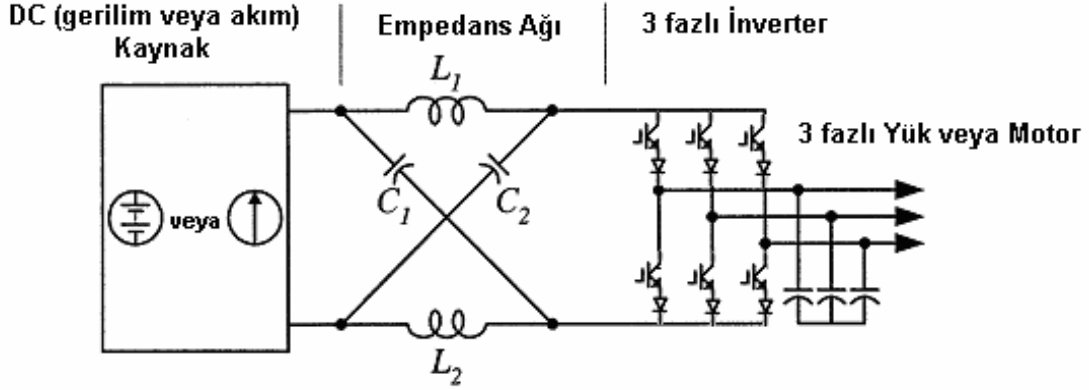 DC (gerilim veya akım)
Kaynak
Empedans Ağı
3 fazlı İnverter
L1
3 fazlı Yük veya Motor
C1
C2
veya
L2